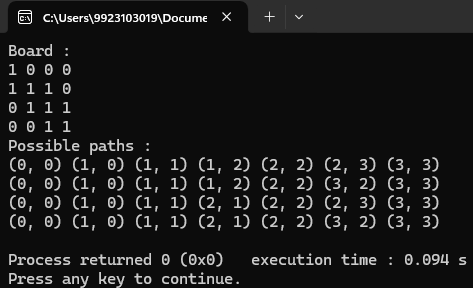 C:\Users\9923103019\Docume
Board :
1 0 0 0
1 1 1 0
0 1 1 1
0 0 1 1
Possible paths :
(0, 0) (1, 0) (1, 1) (1, 2) (2, 2) (2, 3) (3, 3)
(0, 0) (1, 0) (1, 1) (1, 2) (2, 2) (3, 2) (3, 3)
(0, 0) (1, 0) (1, 1) (2, 1) (2, 2) (2, 3) (3, 3)
(0, 0) (1, 0) (1, 1) (2, 1) (2, 2) (3, 2) (3, 3)
Process returned 0 (0x0)   execution time : 0.094 s
Press any key to continue.